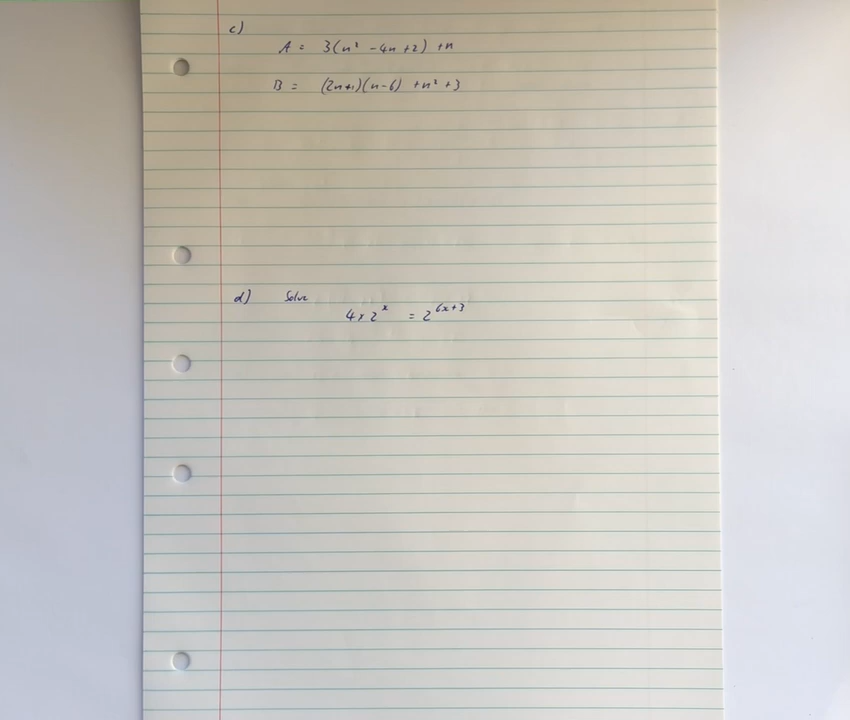 c)
A = 3(n² - 4n + 2) + n
B = (2n+1)(n-6) + n² + 3
d) Solve
4 × 2ˣ = 2⁶ˣ⁺³